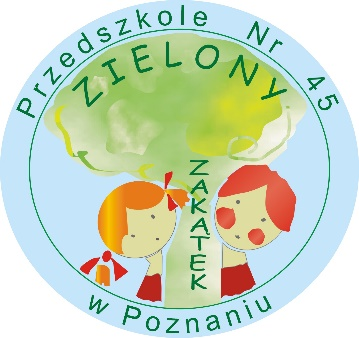 Przedszkole Nr 45
ZIELONY
ZAKĄTEK
w Poznaniu